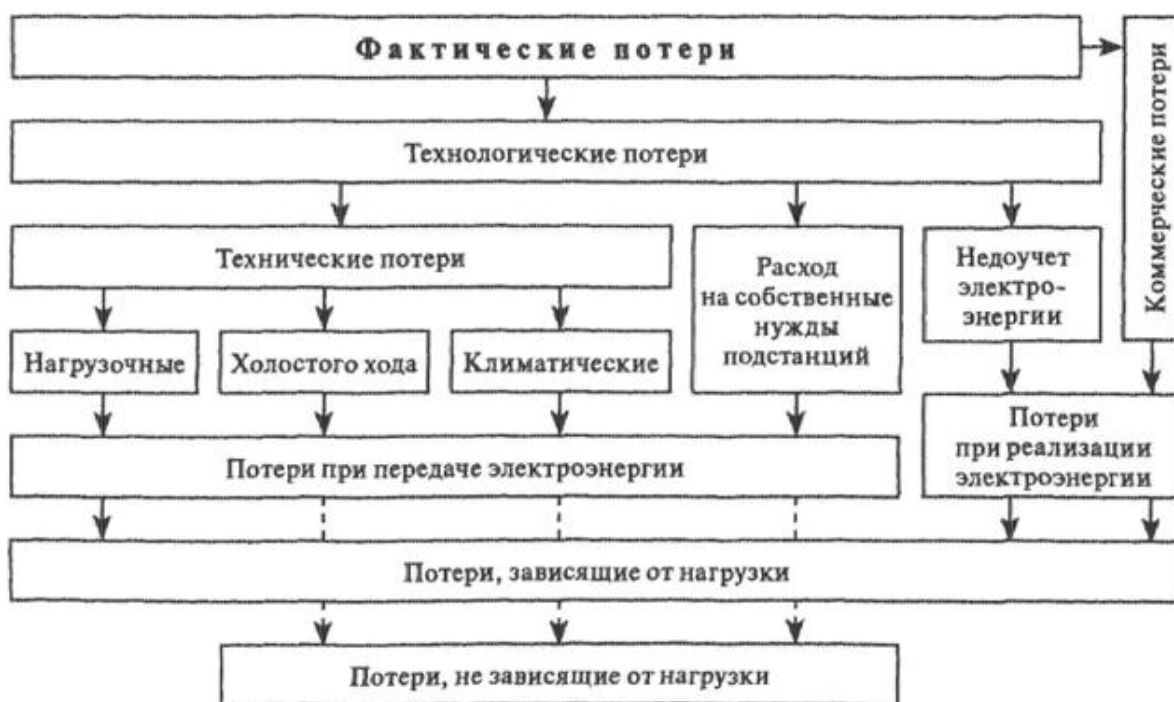 Фактические потери
Коммерческие потери
Технологические потери
Технические потери
Расход
на собственные
нужды
подстанций
Недоучет
электро-
энергии
Нагрузочные
Холостого хода
Климатические
Потери при передаче электроэнергии
Потери
при реализации
электроэнергии
Потери, зависящие от нагрузки
Потери, не зависящие от нагрузки